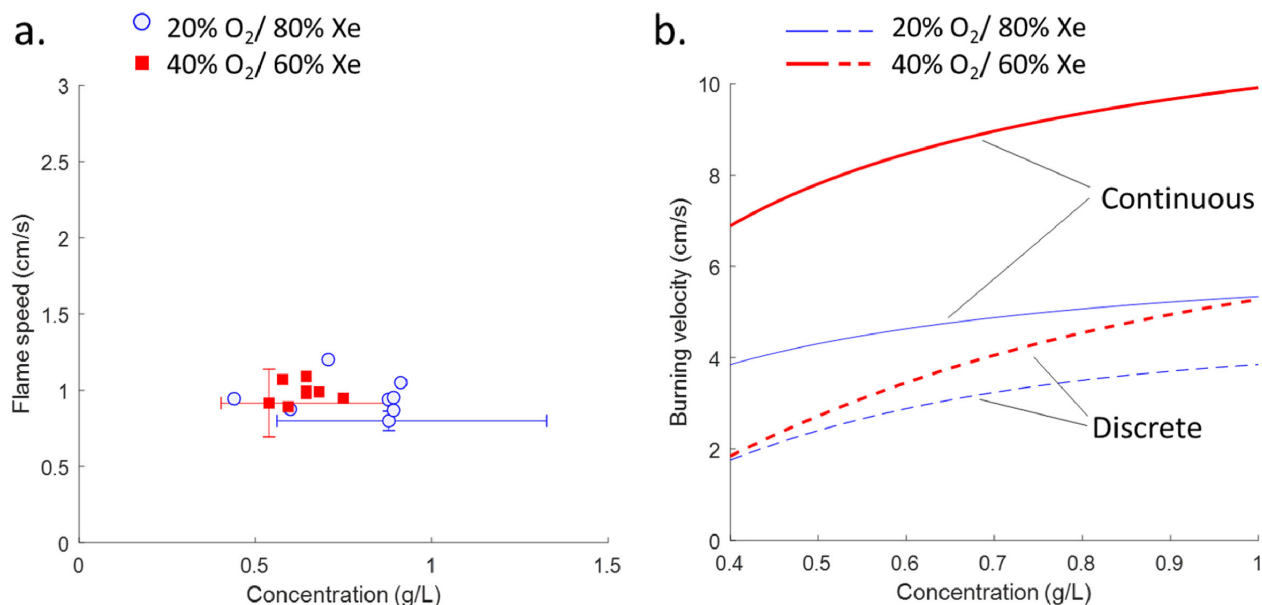 a.
20% O₂/ 80% Xe
40% O₂/ 60% Xe
3
2.5
2
1.5
1
0.5
0
Flame speed (cm/s)
0 0.5 1 1.5
Concentration (g/L)
b.
20% O₂/ 80% Xe
40% O₂/ 60% Xe
10
8
6
4
2
0
Burning velocity (cm/s)
Continuous
Discrete
0.4 0.5 0.6 0.7 0.8 0.9 1
Concentration (g/L)